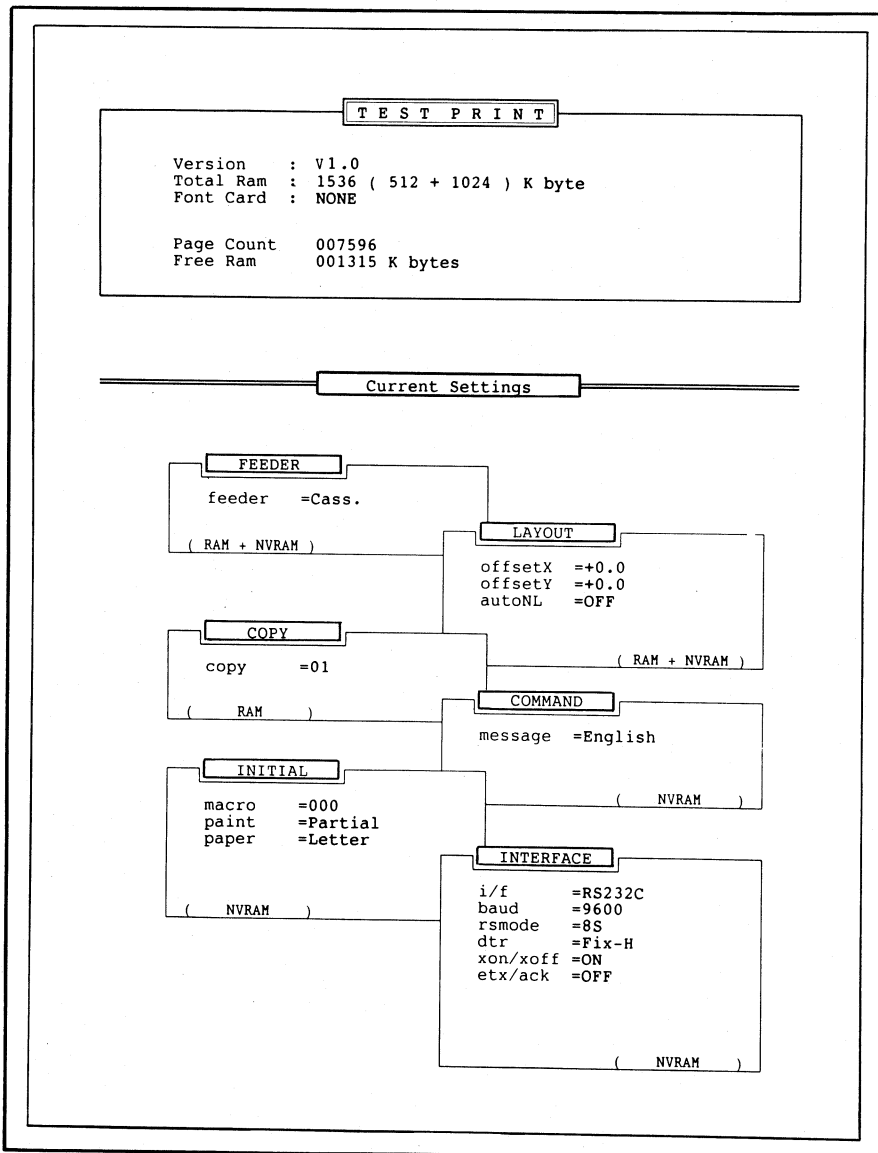 T E S T   P R I N T
Version : V1.0
Total Ram : 1536 ( 512 + 1024 ) K byte
Font Card : NONE
Page Count 007596
Free Ram 001315 K bytes
Current Settings
FEEDER
feeder =Cass.
( RAM + NVRAM )
LAYOUT
offsetX =+0.0
offsetY =+0.0
autoNL =OFF
( RAM + NVRAM )
COPY
copy =01
( RAM )
COMMAND
message =English
( NVRAM )
INITIAL
macro =000
paint =Partial
paper =Letter
( NVRAM )
INTERFACE
i/f =RS232C
baud =9600
rsmode =8S
dtr =Fix-H
xon/xoff =ON
etx/ack =OFF
( NVRAM )